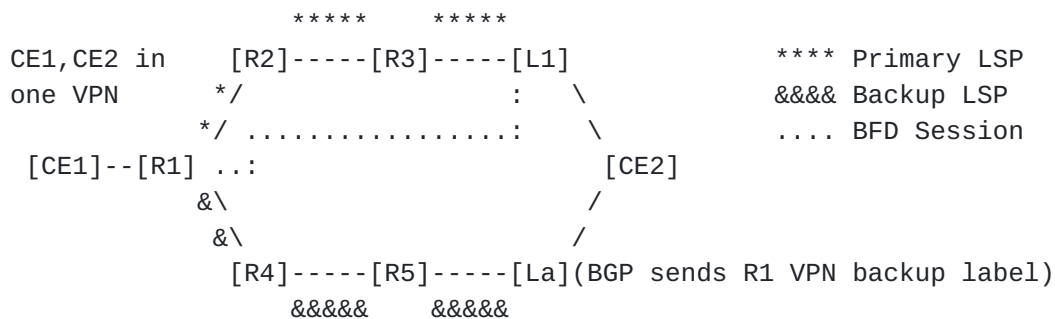 *****     *****
CE1,CE2 in    [R2]-----[R3]-----[L1]             **** Primary LSP
one VPN      */                    :   \            &&&& Backup LSP
            */ .................:    \            .... BFD Session
 [CE1]--[R1] ..:                       [CE2]
            &\                        /
             &\                      /
              [R4]-----[R5]-----[La](BGP sends R1 VPN backup label)
                  &&&&&    &&&&&